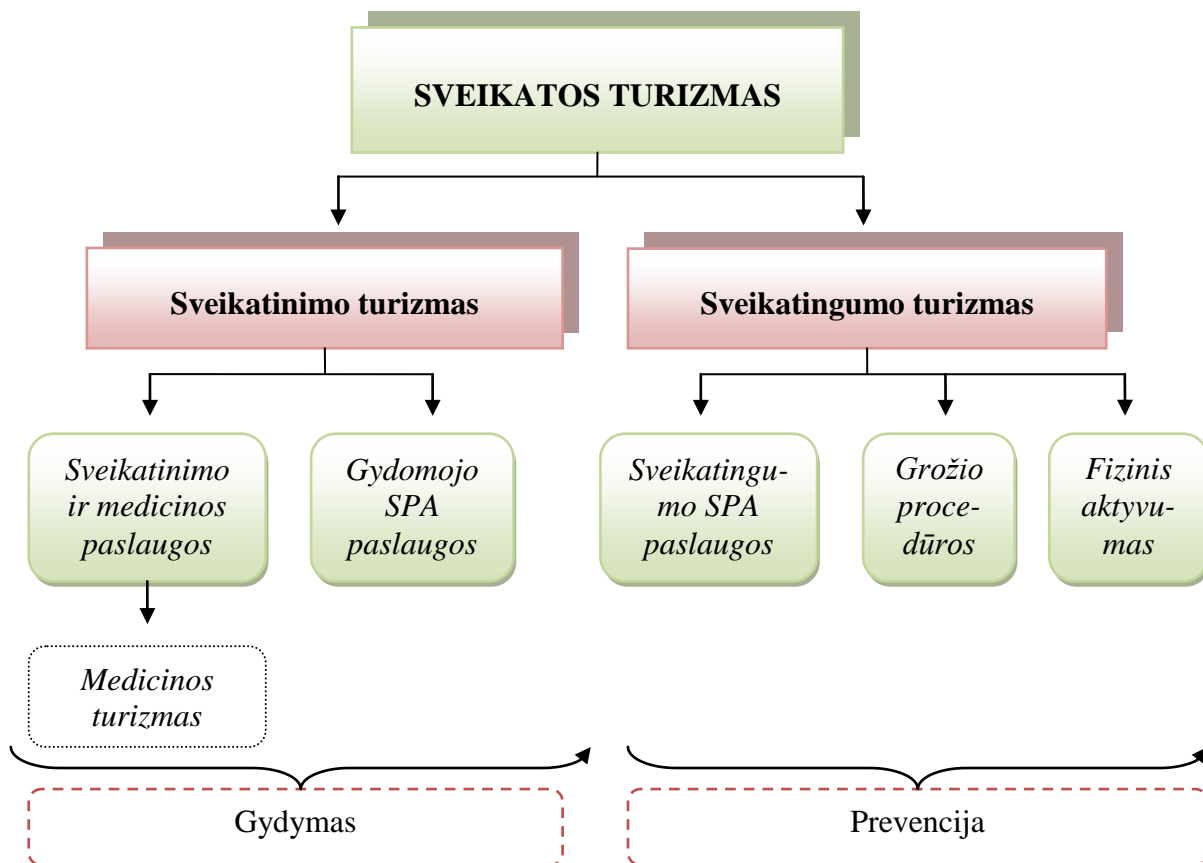 SVEIKATOS TURIZMAS
Sveikatinimo turizmas
Sveikatingumo turizmas
Sveikatinimo
ir medicinos
paslaugos
Gydomojo
SPA
paslaugos
Sveikatingu-
mo SPA
paslaugos
Grožio
proce-
dūros
Fizinis
aktyvu-
mas
Medicinos
turizmas
Gydymas
Prevencija